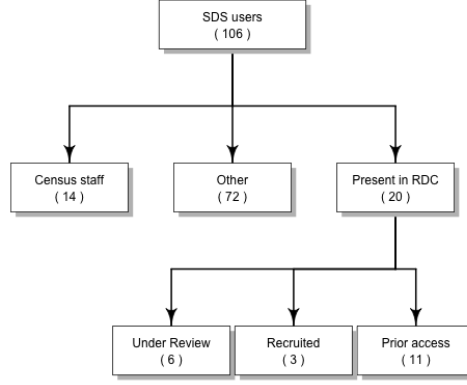 SDS users
( 106 )
Census staff
( 14 )
Other
( 72 )
Present in RDC
( 20 )
Under Review
( 6 )
Recruited
( 3 )
Prior access
( 11 )